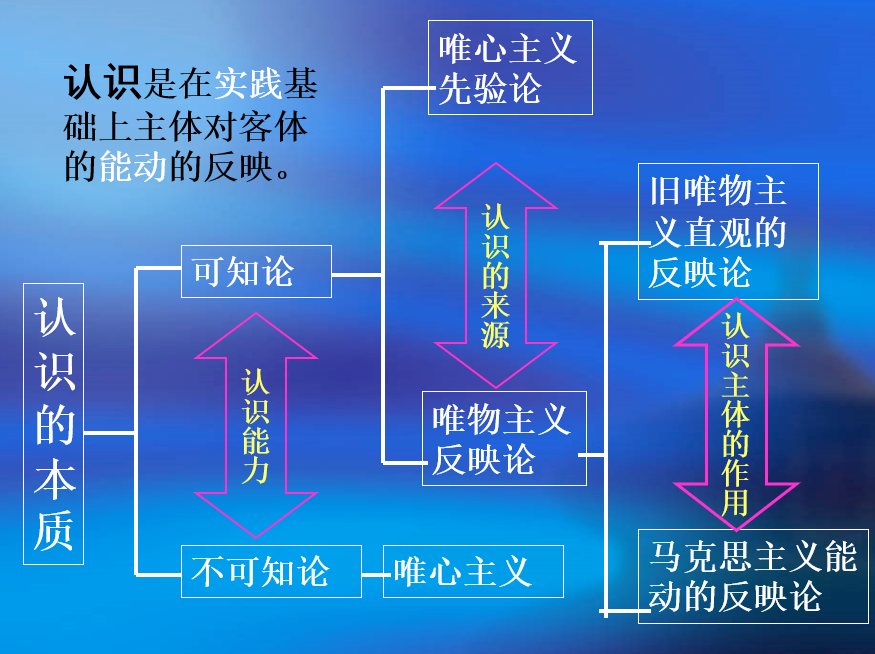 认识是在实践基
础上主体对客体
的能动的反映。
唯心主义
先验论
认识的来源
旧唯物主
义直观的
反映论
可知论
认识的本质
认识能力
认识主体的作用
唯物主义
反映论
不可知论
唯心主义
马克思主义能
动的反映论